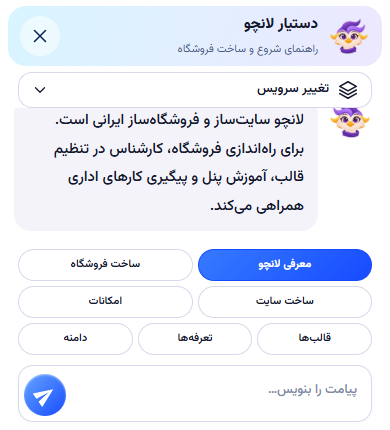 دستیار لانچو
راهنمای شروع و ساخت فروشگاه
تغییر سرویس
لانچو سایت‌ساز و فروشگاه‌ساز ایرانی است.
برای راه‌اندازی فروشگاه، کارشناس در تنظیم
قالب، آموزش پنل و پیگیری کارهای اداری
همراهی می‌کند.
معرفی لانچو
ساخت فروشگاه
ساخت سایت
امکانات
قالب‌ها
تعرفه‌ها
دامنه
پیامت را بنویس...